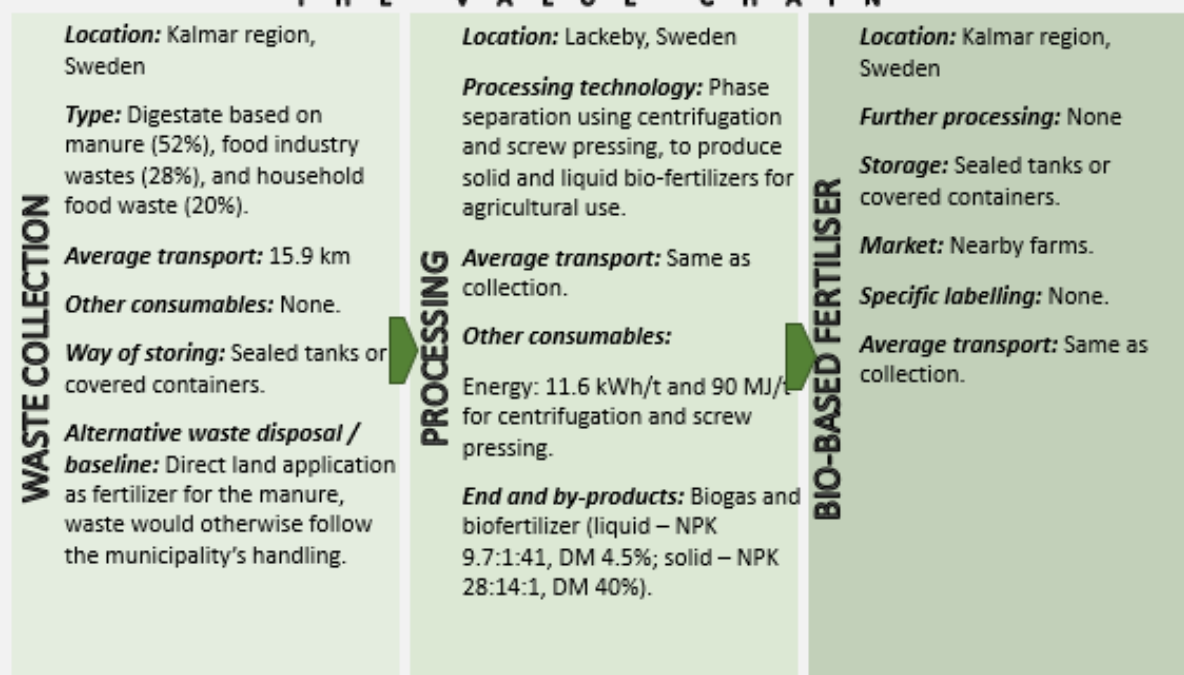 THE VALUE CHAIN
WASTE COLLECTION
Location: Kalmar region,
Sweden
Type: Digestate based on
manure (52%), food industry
wastes (28%), and household
food waste (20%).
Average transport: 15.9 km
Other consumables: None.
Way of storing: Sealed tanks or
covered containers.
Alternative waste disposal /
baseline: Direct land application
as fertilizer for the manure,
waste would otherwise follow
the municipality's handling.
PROCESSING
Location: Lackeby, Sweden
Processing technology: Phase
separation using centrifugation
and screw pressing, to produce
solid and liquid bio-fertilizers for
agricultural use.
Average transport: Same as
collection.
Other consumables:
Energy: 11.6 kWh/t and 90 MJ/t
for centrifugation and screw
pressing.
End and by-products: Biogas and
biofertilizer (liquid – NPK
9.7:1:41, DM 4.5%; solid – NPK
28:14:1, DM 40%).
BIO-BASED FERTILISER
Location: Kalmar region,
Sweden
Further processing: None
Storage: Sealed tanks or
covered containers.
Market: Nearby farms.
Specific labelling: None.
Average transport: Same as
collection.